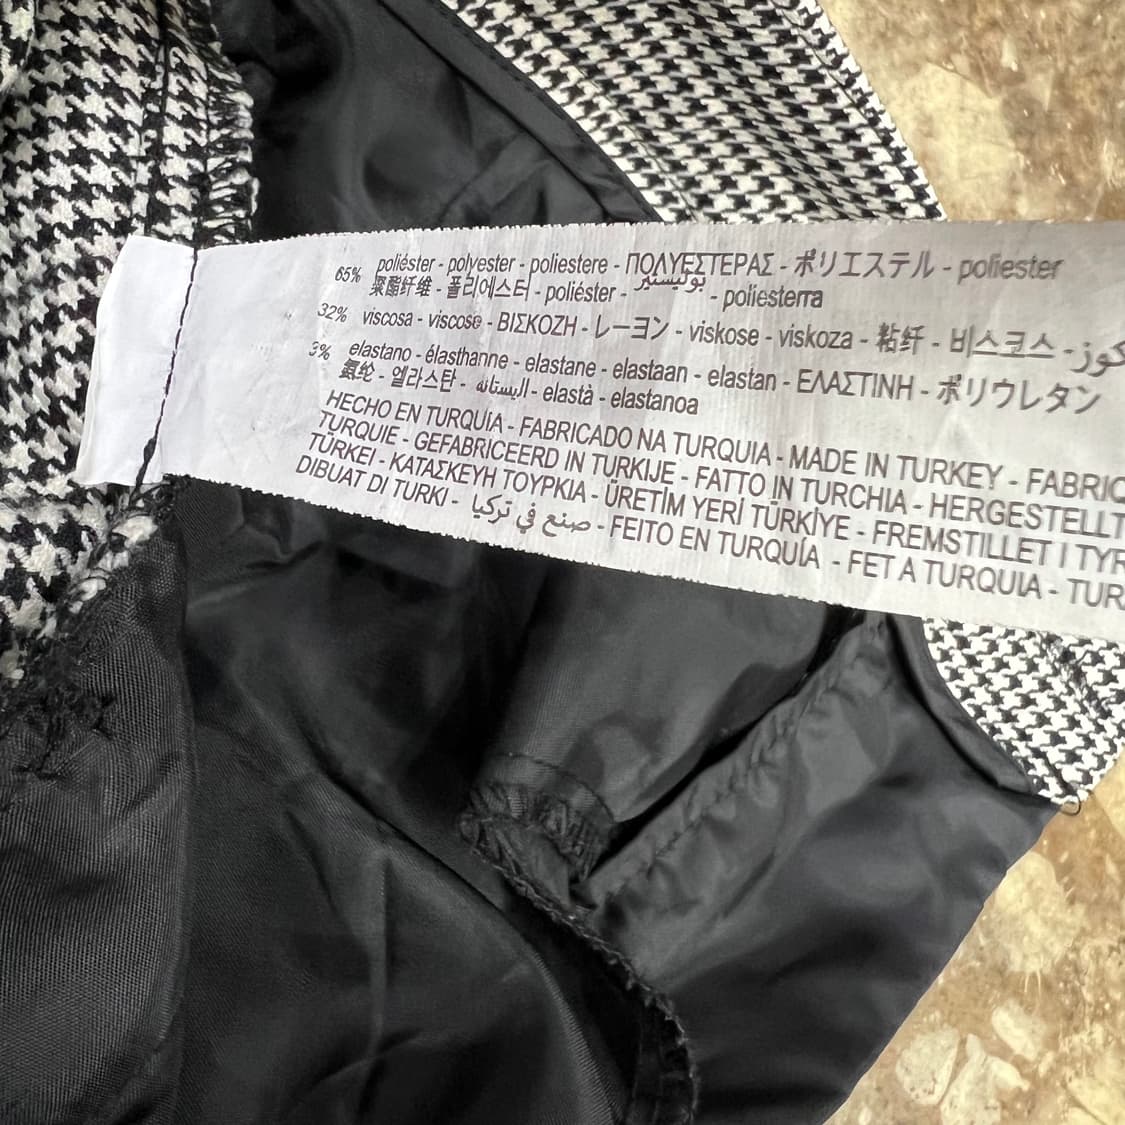 65% poliéster - polyester - poliestere - ΠΟΛΥΕΣΤΕΡΑΣ - ポリエステル - poliester
聚酯纤维 - 폴리에스터 - poliéster - بوليستير - poliesterra
32% viscosa - viscose - ΒΙΣΚΟΖΗ - レーヨン - viskose - viskoza - 粘纤 - 비스코스 -
3% elastano - élasthanne - elastane - elastaan - elastan - ΕΛΑΣΤΙΝΗ - ポリウレタン
氨纶 - 엘라스탄 - اليستانه - elastà - elastanoa
HECHO EN TURQUÍA - FABRICADO NA TURQUIA - MADE IN TURKEY - FABRIC
TURQUIE - GEFABRICEERD IN TURKIJE - FATTO IN TURCHIA - HERGESTELLT
TÜRKEI - ΚΑΤΑΣΚΕΥΗ ΤΟΥΡΚΙΑ - ÜRETİM YERİ TÜRKİYE - FREMSTILLET I TYR
DIBUAT DI TURKI - صنع في تركيا - FEITO EN TURQUÍA - FET A TURQUIA - TUR